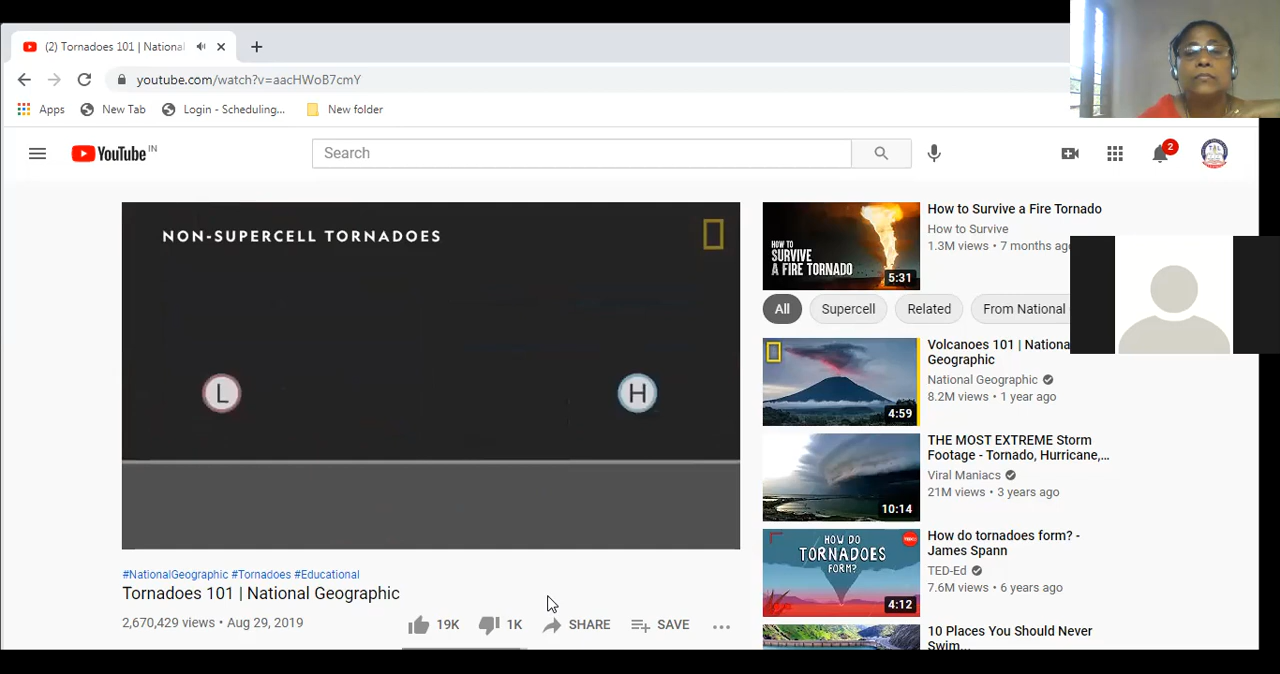 (2) Tornadoes 101 | National
youtube.com/watch?v=aacHWoB7cmY
Apps
New Tab
Login - Scheduling...
New folder
YouTube IN
Search
2
NON-SUPERCELL TORNADOES
L
H
#NationalGeographic #Tornadoes #Educational
Tornadoes 101 | National Geographic
2,670,429 views • Aug 29, 2019
19K
1K
SHARE
SAVE
HOW TO
SURVIVE
A FIRE TORNADO
5:31
How to Survive a Fire Tornado
How to Survive
1.3M views • 7 months ago
All
Supercell
Related
From National
4:59
Volcanoes 101 | National
Geographic
National Geographic
8.2M views • 1 year ago
10:14
THE MOST EXTREME Storm
Footage - Tornado, Hurricane,...
Viral Maniacs
21M views • 3 years ago
HOW DO
TORNADOES
FORM?
4:12
How do tornadoes form? -
James Spann
TED-Ed
7.6M views • 6 years ago
10 Places You Should Never
Swim...